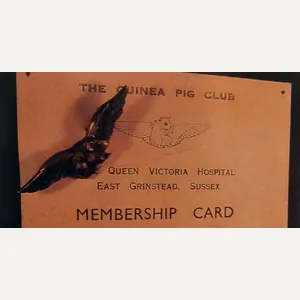 THE GUINEA PIG CLUB
QUEEN VICTORIA HOSPITAL
EAST GRINSTEAD, SUSSEX
MEMBERSHIP CARD